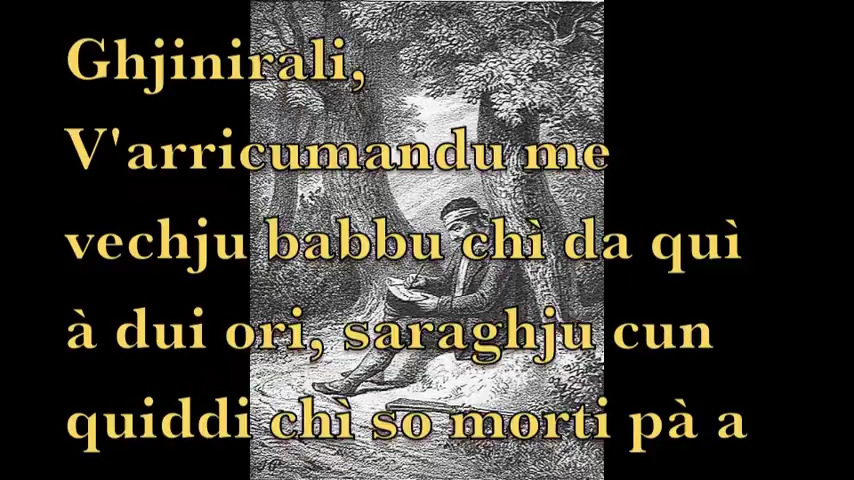 Ghjinirali,
V'arricumandu me
vechju babbu chì da quì
à dui ori, saraghju cun
quiddi chì so morti pà a